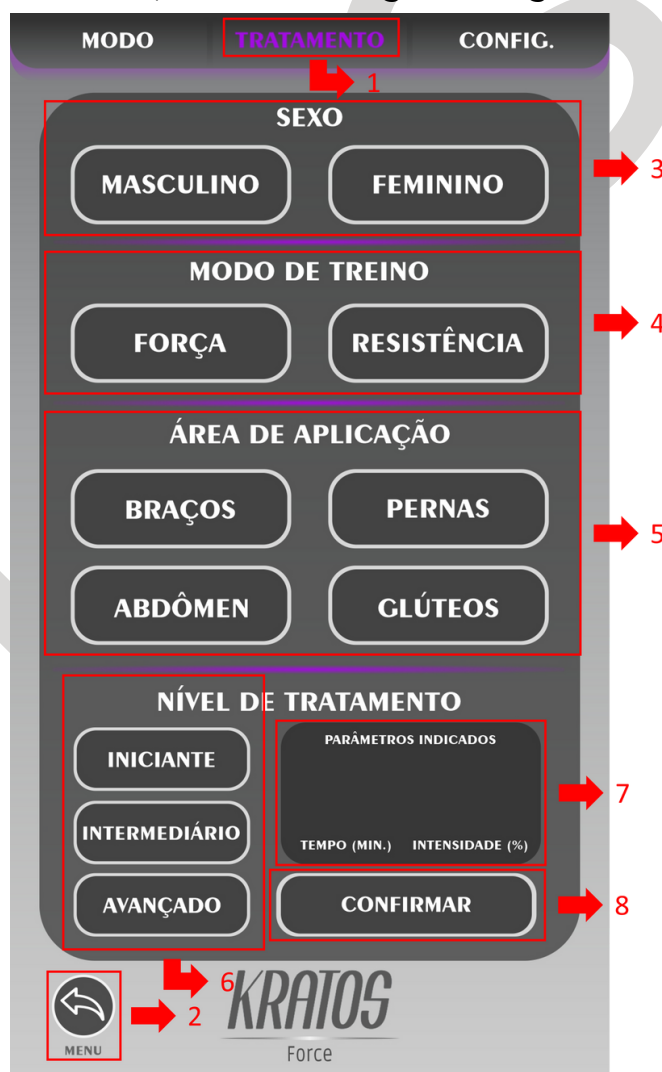 MODO TRATAMENTO CONFIG.
1
SEXO
MASCULINO FEMININO
3
MODO DE TREINO
FORÇA RESISTÊNCIA
4
ÁREA DE APLICAÇÃO
BRAÇOS PERNAS
5
ABDÔMEN GLÚTEOS
NÍVEL DE TRATAMENTO
PARÂMETROS INDICADOS
INICIANTE
7
INTERMEDIÁRIO
TEMPO (MIN.) INTENSIDADE (%)
AVANÇADO CONFIRMAR
8
6
KRATOS
2
MENU
Force